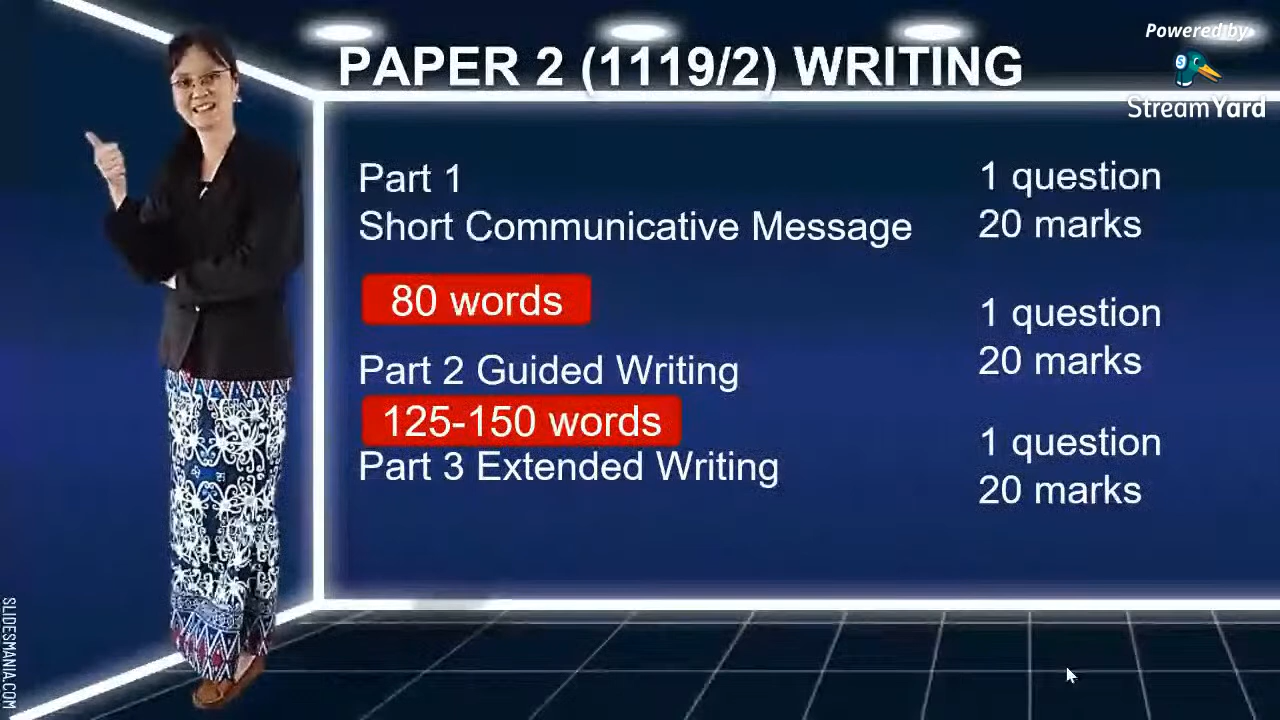 PAPER 2 (1119/2) WRITING
Powered by
StreamYard
Part 1
Short Communicative Message
1 question
20 marks
80 words
Part 2 Guided Writing
1 question
20 marks
125-150 words
Part 3 Extended Writing
1 question
20 marks
SLIDESMANIA.COM